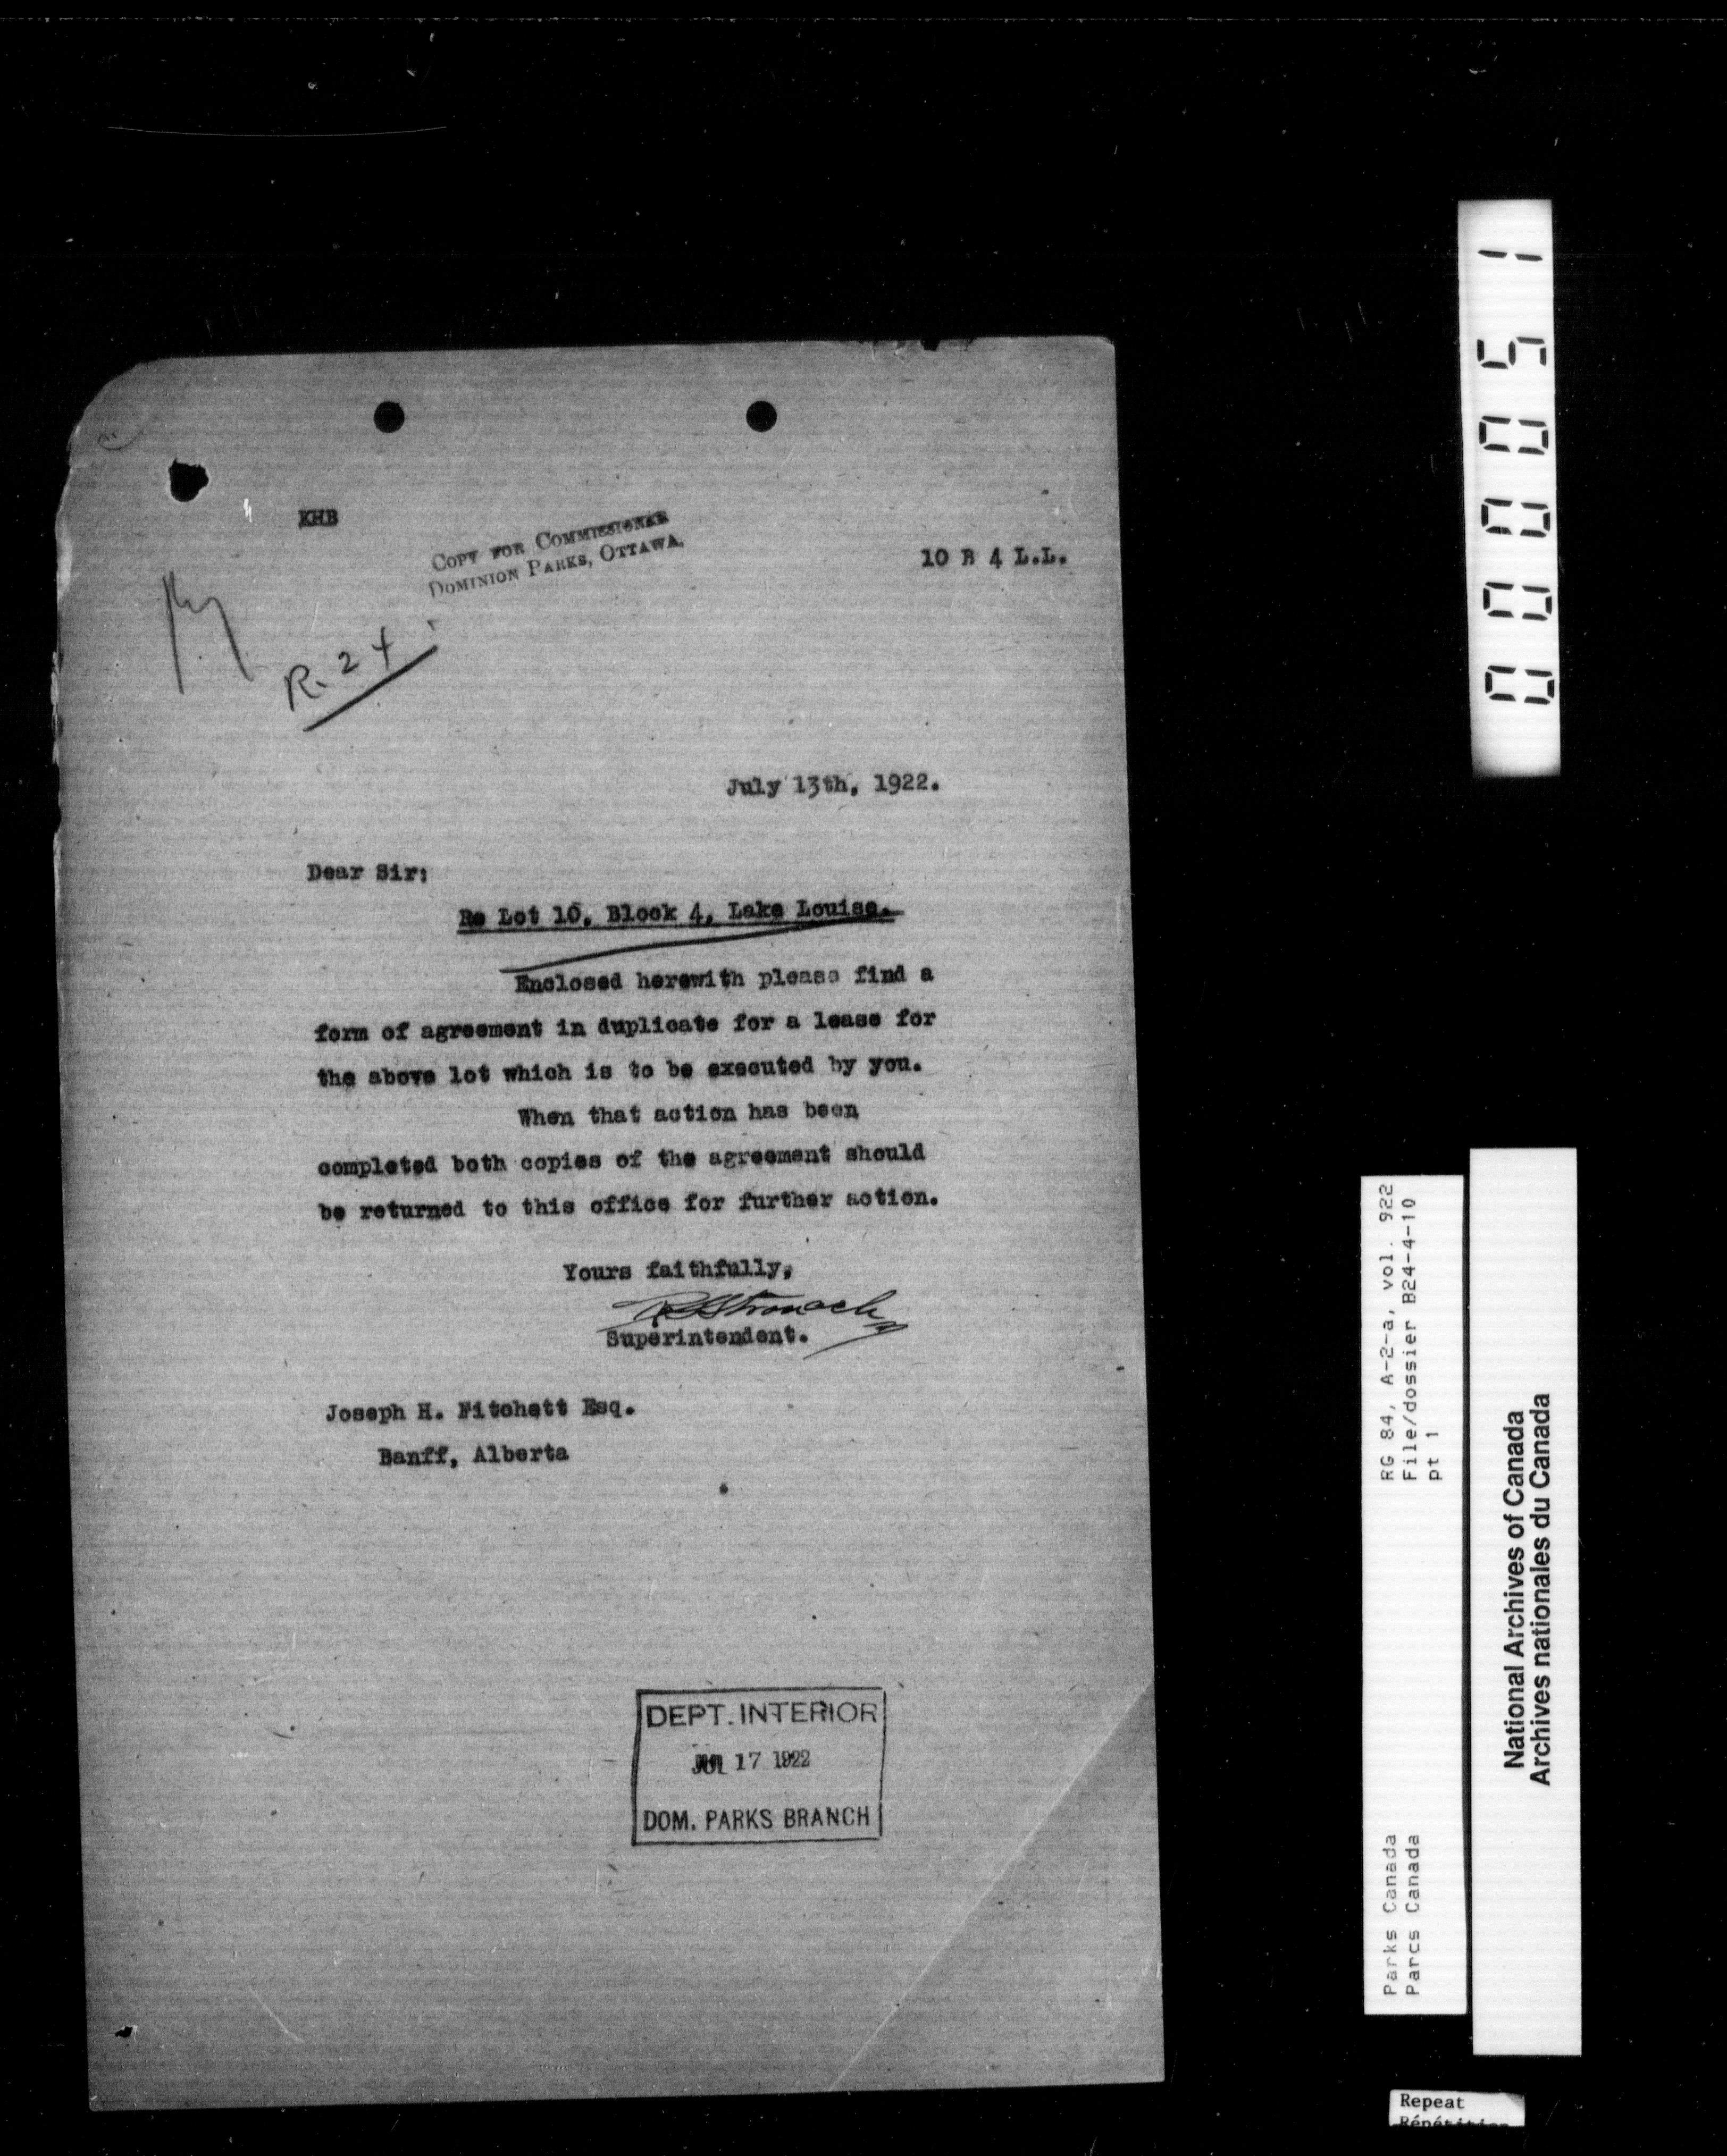 KHB
COPY FOR COMMISSIONER
DOMINION PARKS, OTTAWA.
10 B 4 L.L.
R. 24
July 13th, 1922.
Dear Sir:
Re Lot 10, Block 4, Lake Louise.
Enclosed herewith please find a
form of agreement in duplicate for a lease for
the above lot which is to be executed by you.
When that action has been
completed both copies of the agreement should
be returned to this office for further action.
Yours faithfully,
R S Stronach
Superintendent.
Joseph H. Fitchett Esq.
Banff, Alberta
DEPT. INTERIOR
JUL 17 1922
DOM. PARKS BRANCH
000051
RG 84, A-2-a, vol. 922
File/dossier B24-4-10
pt 1
Parks Canada
Parcs Canada
National Archives of Canada
Archives nationales du Canada
Repeat
Répétition